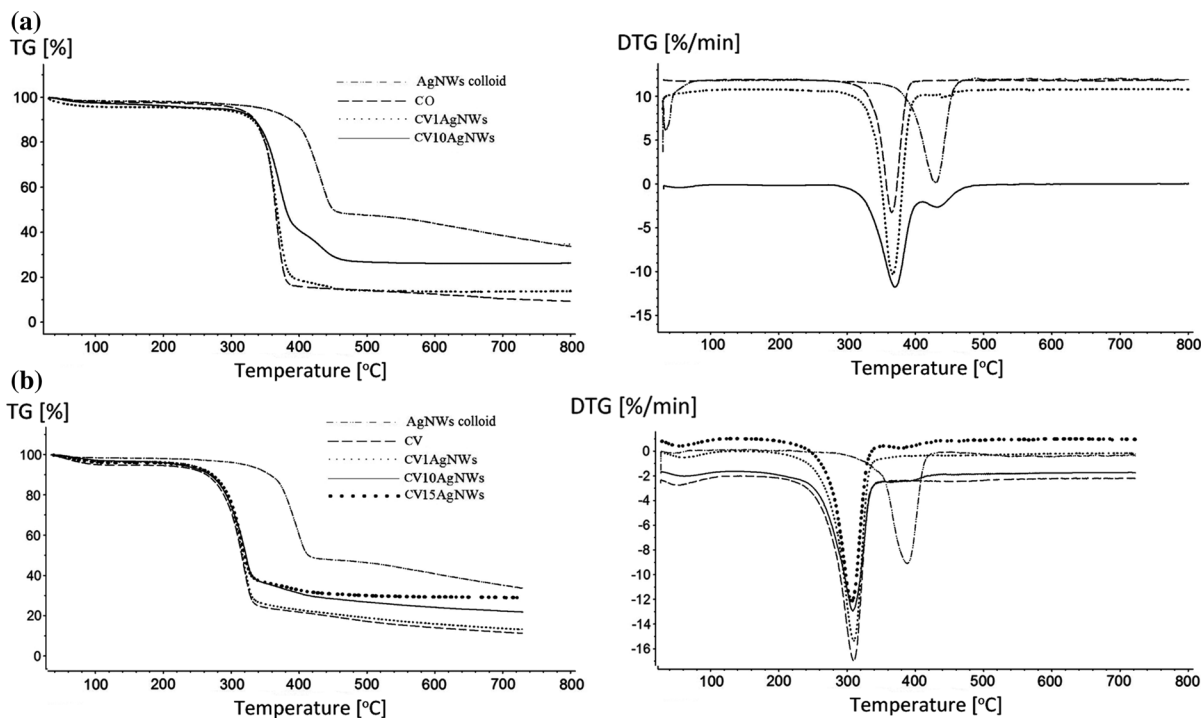 (a)
TG [%]
100
80
60
40
20
0
AgNWs colloid
CO
CV1AgNWs
CV10AgNWs
100 200 300 400 500 600 700 800
Temperature [oC]
DTG [%/min]
10
5
0
-5
-10
-15
100 200 300 400 500 600 700 800
Temperature [oC]
(b)
TG [%]
100
80
60
40
20
0
AgNWs colloid
CV
CV1AgNWs
CV10AgNWs
CV15AgNWs
100 200 300 400 500 600 700 800
Temperature [oC]
DTG [%/min]
0
-2
-4
-6
-8
-10
-12
-14
-16
100 200 300 400 500 600 700 800
Temperature [oC]